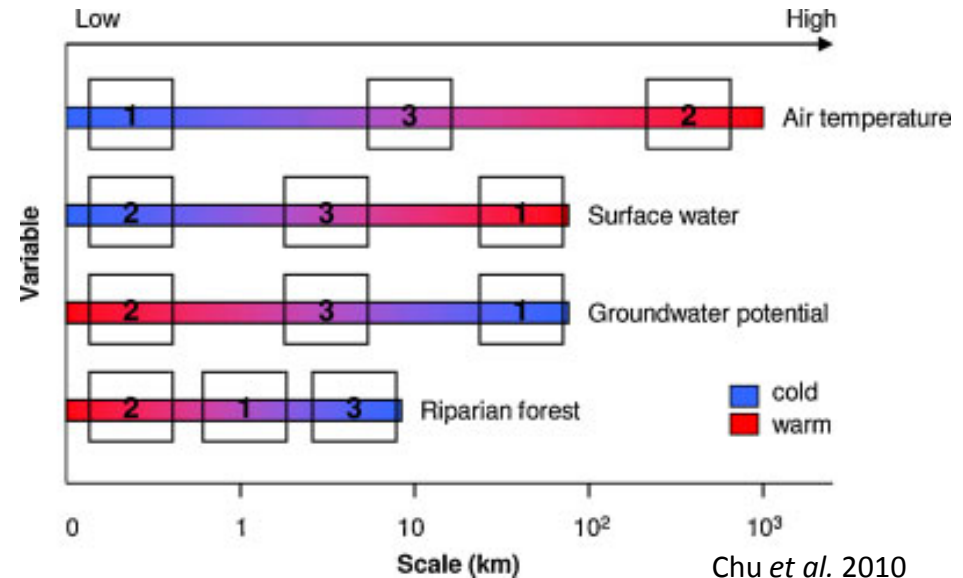 Low High
1 3 2 Air temperature
2 3 1 Surface water
2 3 1 Groundwater potential
2 1 3 Riparian forest
Variable
cold
warm
0 1 10 10² 10³
Scale (km)
Chu et al. 2010